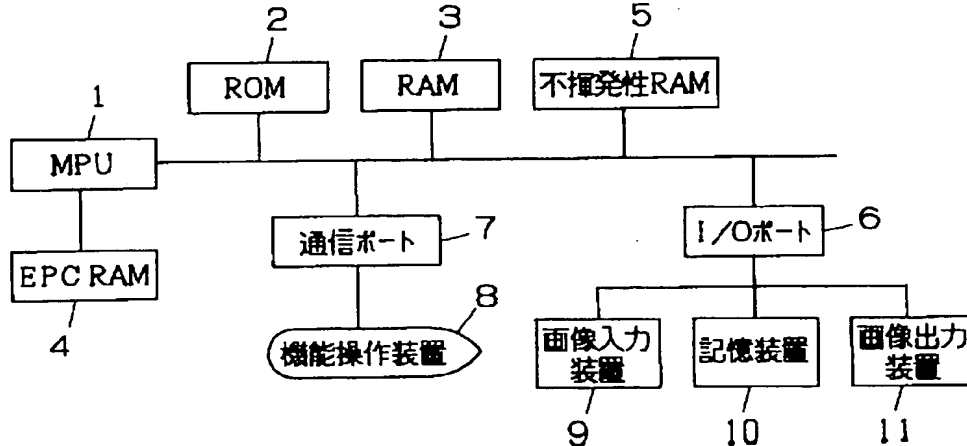 2
3
5
ROM
RAM
不揮発性RAM
1
MPU
通信ポート
7
I/Oポート
6
EPC RAM
4
8
機能操作装置
画像入力
装置
記憶装置
画像出力
装置
9
10
11